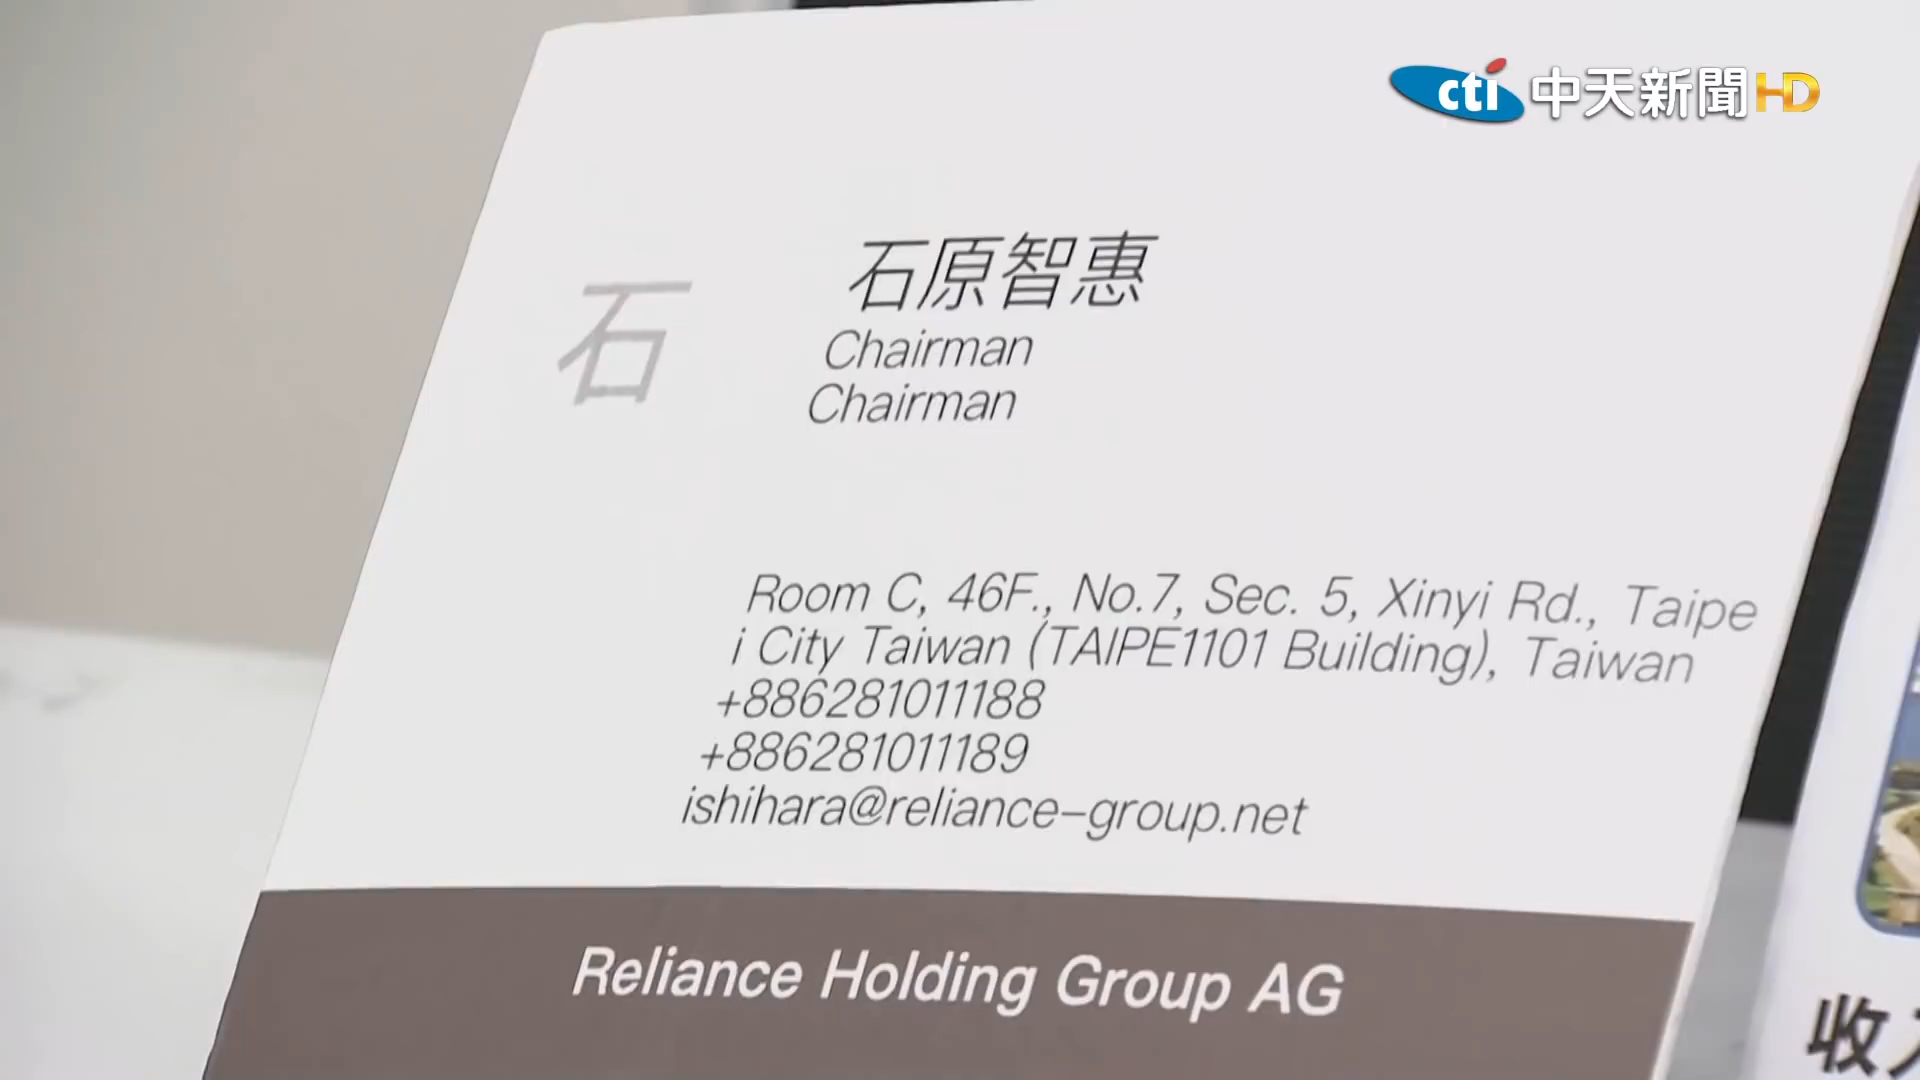 cti 中天新聞HD
石原智惠
石
Chairman
Chairman
Room C, 46F., No.7, Sec. 5, Xinyi Rd., Taipe
i City Taiwan (TAIPE1101 Building), Taiwan
+886281011188
+886281011189
ishihara@reliance-group.net
Reliance Holding Group AG
收